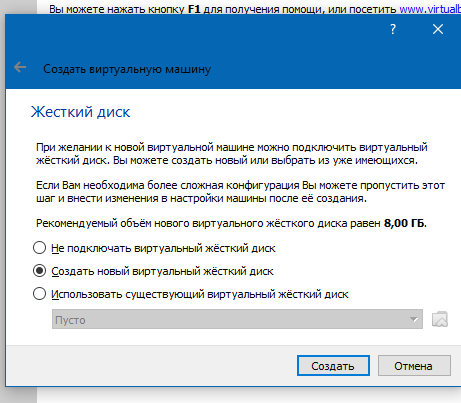 Вы можете нажать кнопку F1 для получения помощи, или посетить www.virtualb
?
Создать виртуальную машину
Жесткий диск
При желании к новой виртуальной машине можно подключить виртуальный
жёсткий диск. Вы можете создать новый или выбрать из уже имеющихся.
Если Вам необходима более сложная конфигурация Вы можете пропустить этот
шаг и внести изменения в настройки машины после её создания.
Рекомендуемый объём нового виртуального жёсткого диска равен 8,00 ГБ.
Не подключать виртуальный жёсткий диск
Создать новый виртуальный жёсткий диск
Использовать существующий виртуальный жёсткий диск
Пусто
Создать
Отмена